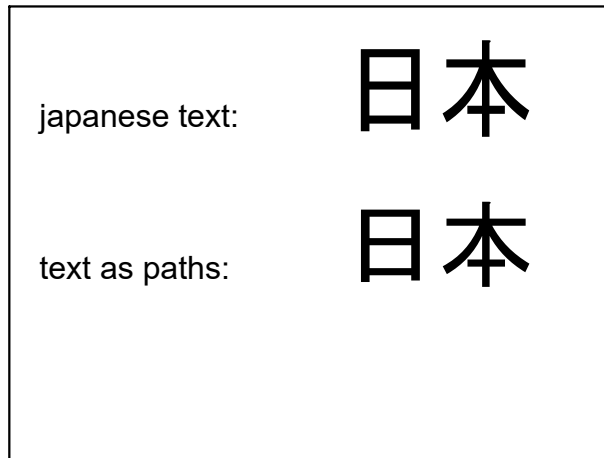 japanese text: 日本
text as paths: 日本